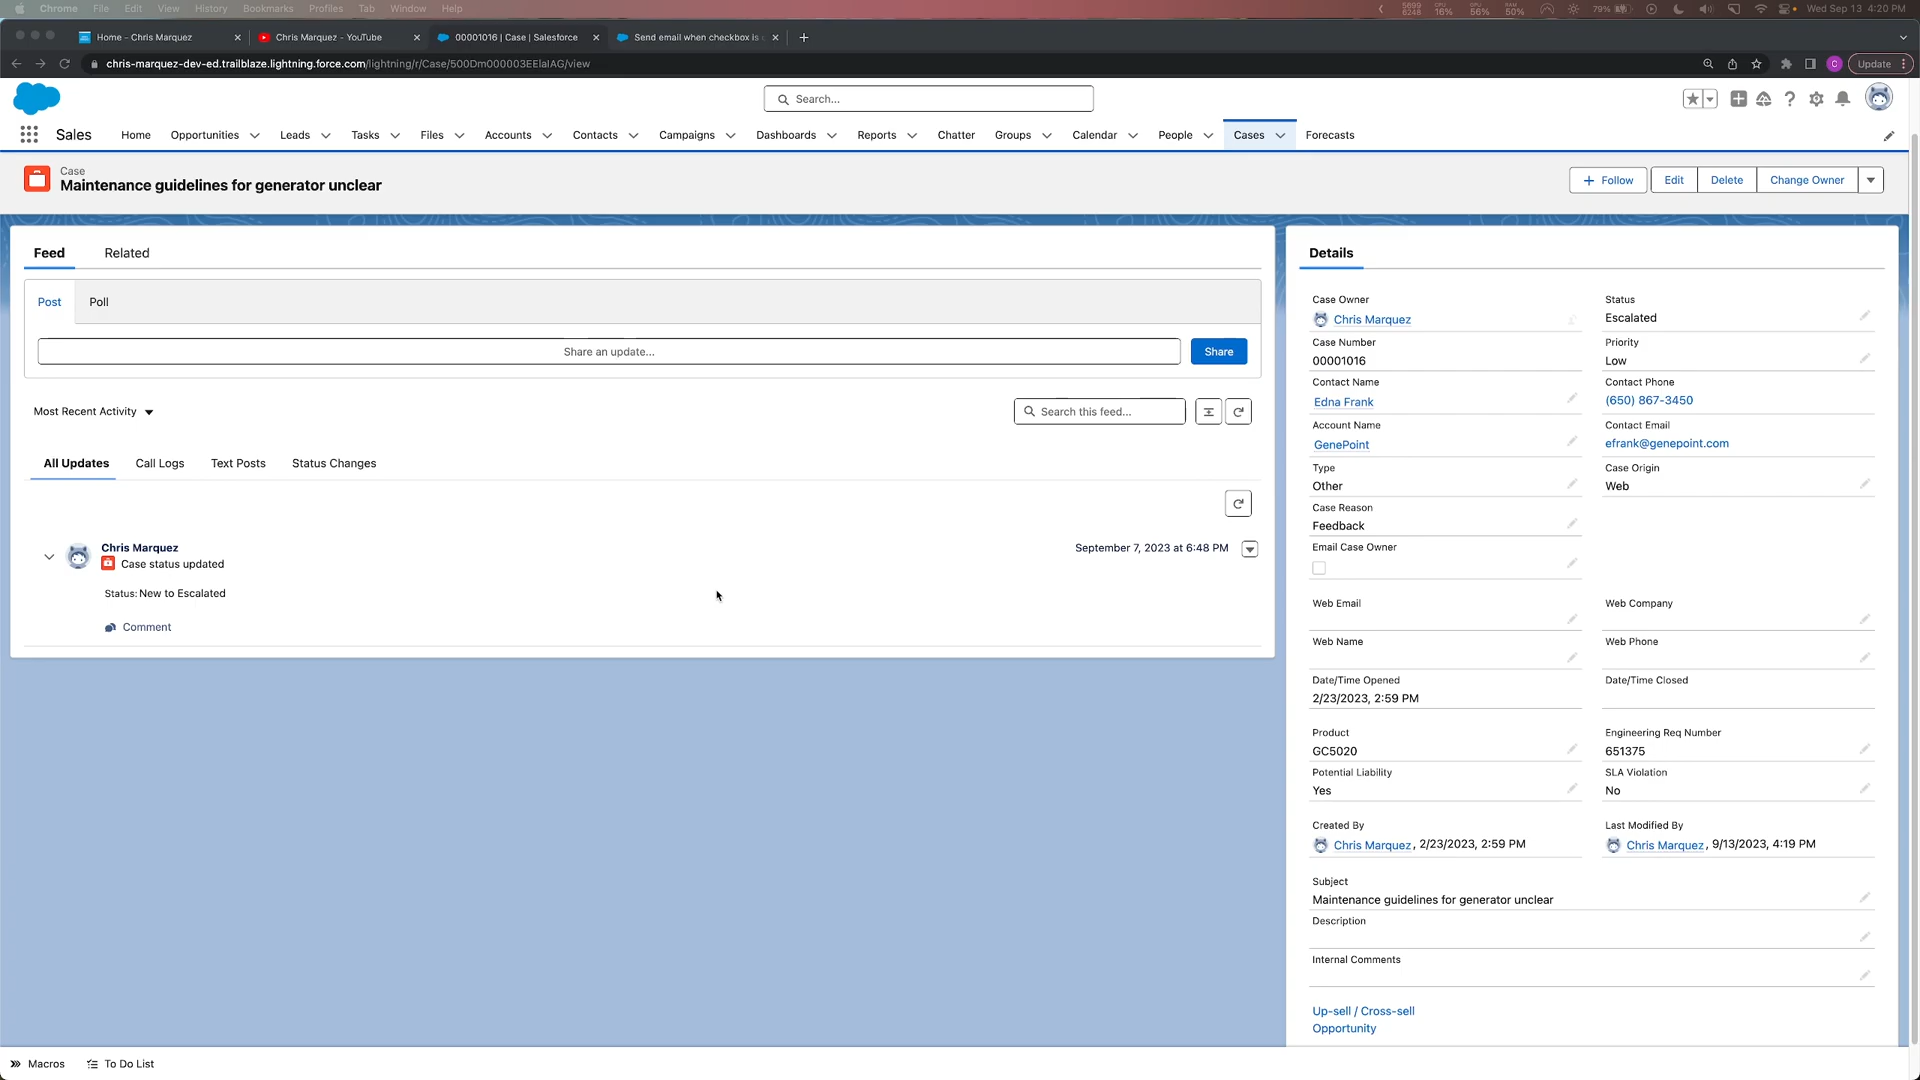 Chrome File Edit View History Bookmarks Profiles Tab Window Help 5699 6248 CPU 16% GPU 56% RAM 50% 79% Wed Sep 13 4:20 PM
Home - Chris Marquez Chris Marquez - YouTube 00001016 | Case | Salesforce Send email when checkbox is
chris-marquez-dev-ed.trailblaze.lightning.force.com/lightning/r/Case/500Dm000003EElaIAG/view C Update
Search...
Sales Home Opportunities Leads Tasks Files Accounts Contacts Campaigns Dashboards Reports Chatter Groups Calendar People Cases Forecasts
Case
Maintenance guidelines for generator unclear
+ Follow Edit Delete Change Owner
Feed Related
Post Poll
Share an update... Share
Most Recent Activity Search this feed...
All Updates Call Logs Text Posts Status Changes
Chris Marquez September 7, 2023 at 6:48 PM
Case status updated
Status: New to Escalated
Comment
Details
Case Owner Status
Chris Marquez Escalated
Case Number Priority
00001016 Low
Contact Name Contact Phone
Edna Frank (650) 867-3450
Account Name Contact Email
GenePoint efrank@genepoint.com
Type Case Origin
Other Web
Case Reason
Feedback
Email Case Owner
Web Email Web Company
Web Name Web Phone
Date/Time Opened Date/Time Closed
2/23/2023, 2:59 PM
Product Engineering Req Number
GC5020 651375
Potential Liability SLA Violation
Yes No
Created By Last Modified By
Chris Marquez, 2/23/2023, 2:59 PM Chris Marquez, 9/13/2023, 4:19 PM
Subject
Maintenance guidelines for generator unclear
Description
Internal Comments
Up-sell / Cross-sell
Opportunity
Macros To Do List